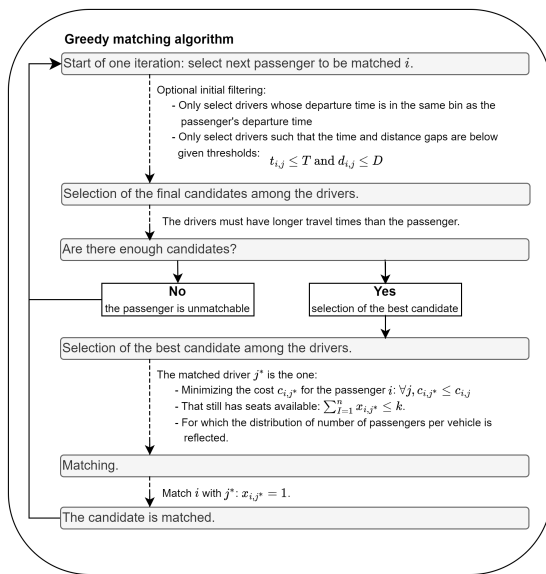 Greedy matching algorithm
Start of one iteration: select next passenger to be matched i.
Optional initial filtering:
- Only select drivers whose departure time is in the same bin as the
passenger's departure time
- Only select drivers such that the time and distance gaps are below
given thresholds: t_{i,j} ≤ T and d_{i,j} ≤ D
Selection of the final candidates among the drivers.
The drivers must have longer travel times than the passenger.
Are there enough candidates?
No
the passenger is unmatchable
Yes
selection of the best candidate
Selection of the best candidate among the drivers.
The matched driver j* is the one:
- Minimizing the cost c_{i,j*} for the passenger i: ∀j, c_{i,j*} ≤ c_{i,j}
- That still has seats available: ∑_{I=1}^{n} x_{i,j*} ≤ k.
- For which the distribution of number of passengers per vehicle is
reflected.
Matching.
Match i with j*: x_{i,j*} = 1.
The candidate is matched.